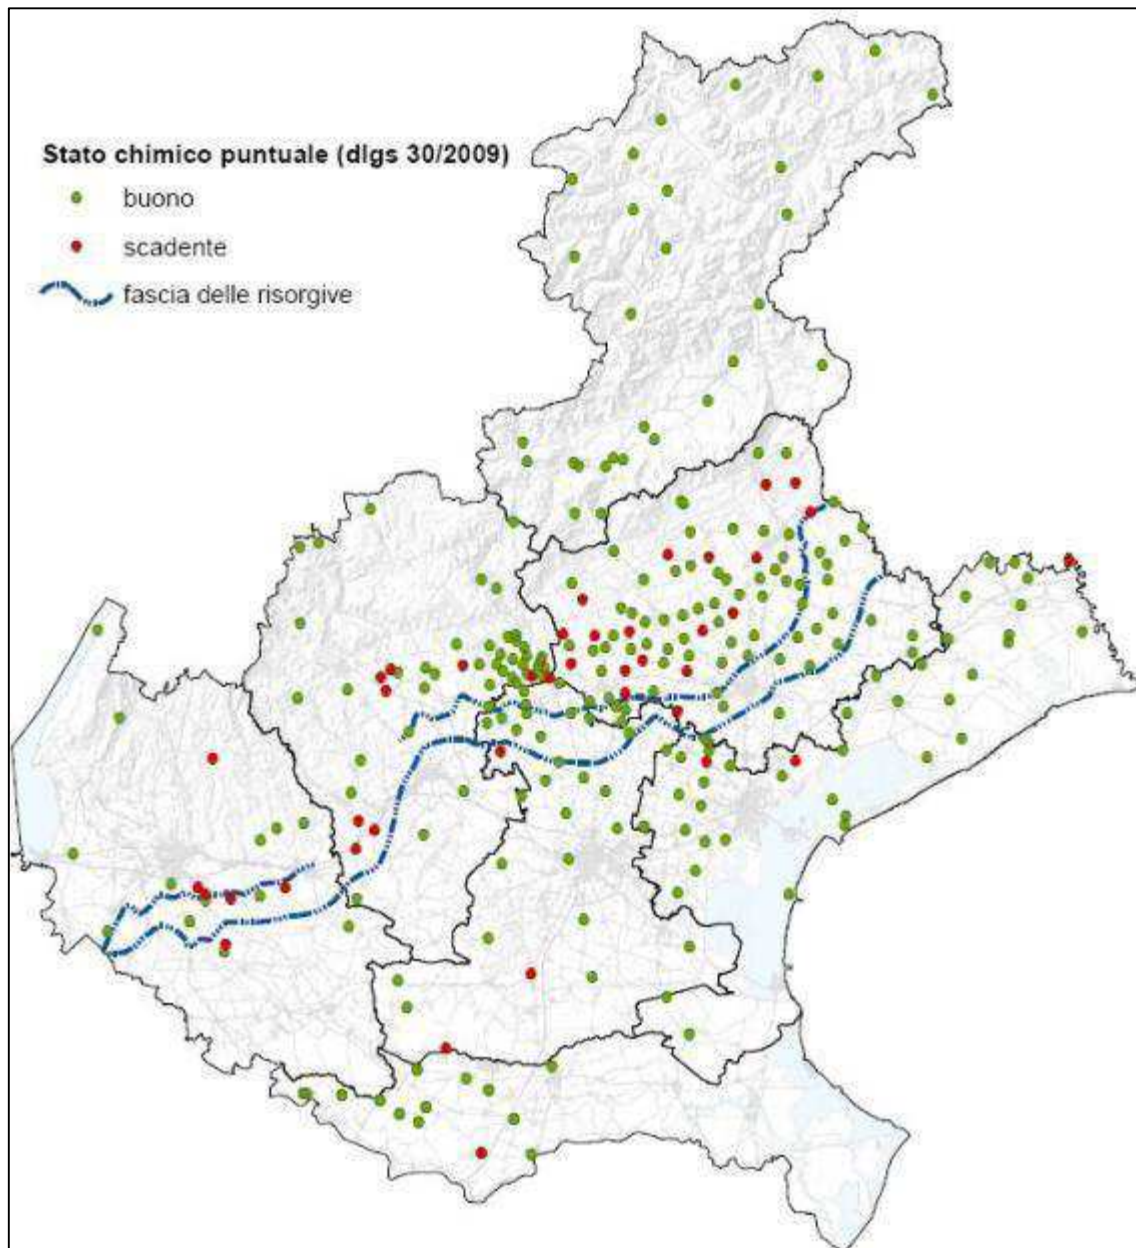 Stato chimico puntuale (dlgs 30/2009)
buono
scadente
fascia delle risorgive